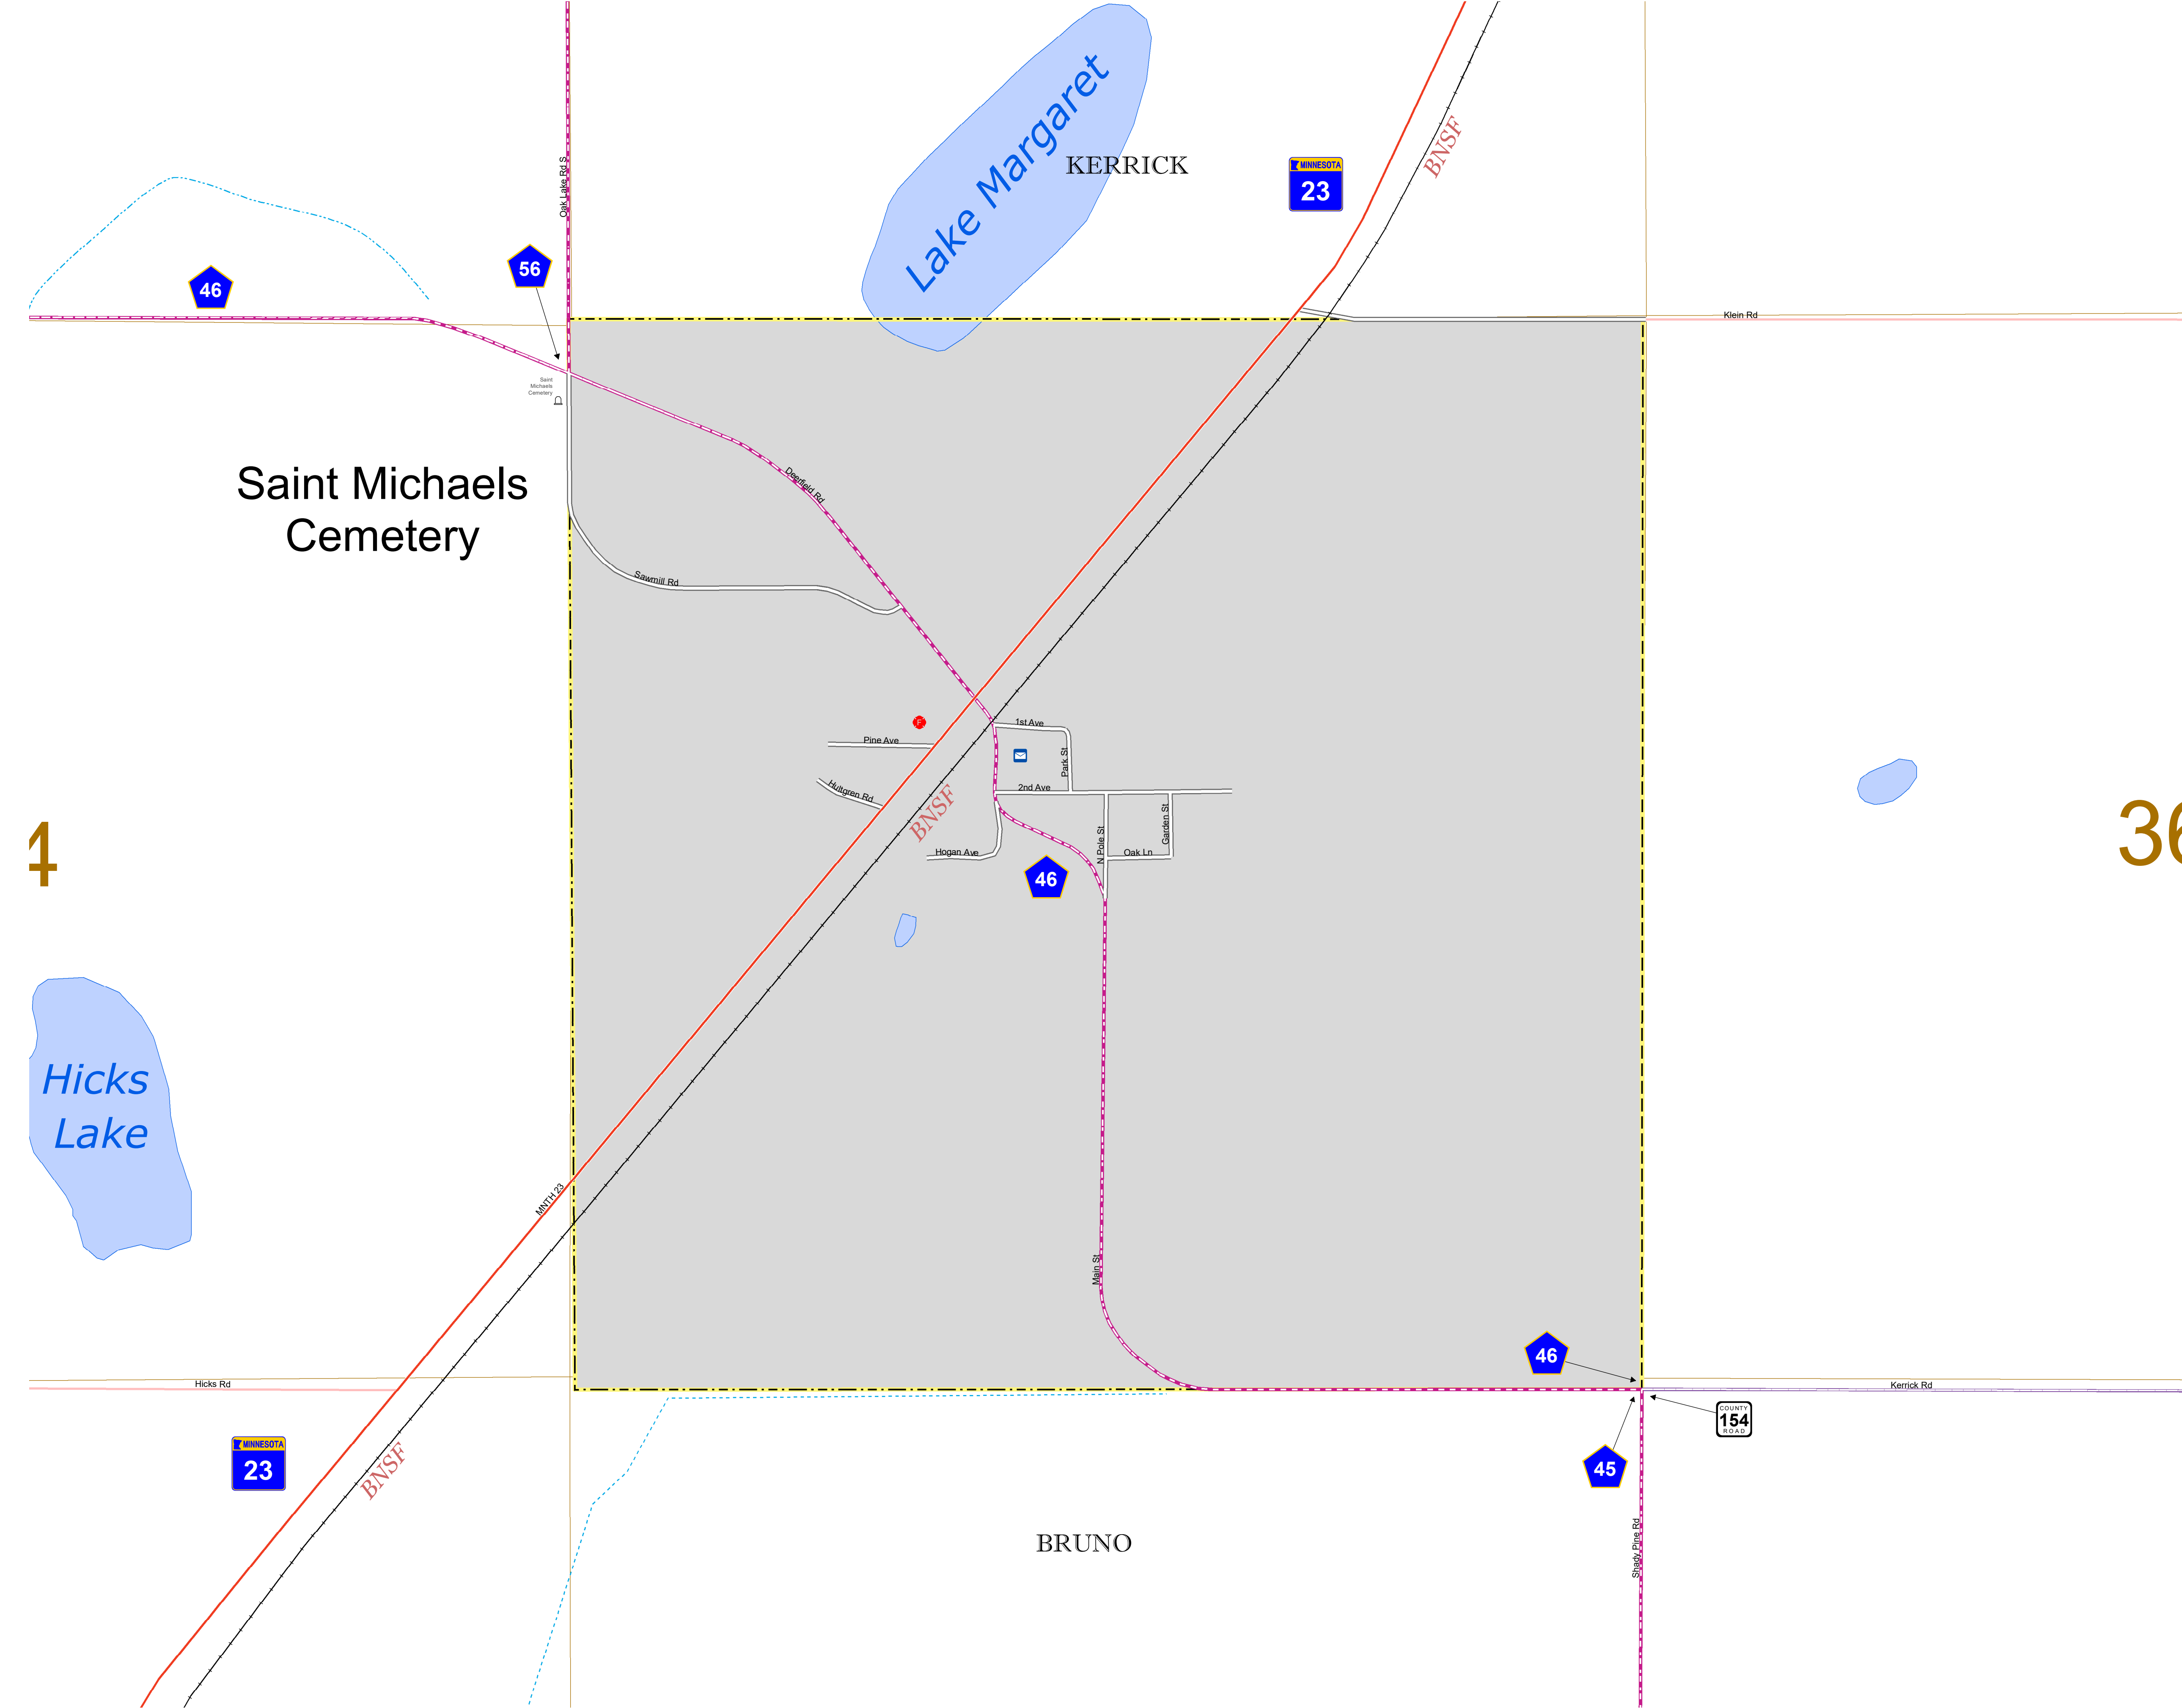 Lake Margaret
KERRICK
BNSF
MINNESOTA
23
Oak Lake Rd S
56
46
Klein Rd
Saint
Michaels
Cemetery
Saint Michaels
Cemetery
Deerfield Rd
Sawmill Rd
F
1st Ave
Pine Ave
Park St
Hultgren Rd
2nd Ave
BNSF
N Pole St
Garden St
Hogan Ave
Oak Ln
46
4
36
Hicks
Lake
MNTH 23
Main St
46
Hicks Rd
Kerrick Rd
COUNTY
154
ROAD
MINNESOTA
23
BNSF
45
BRUNO
Shady Pine Rd